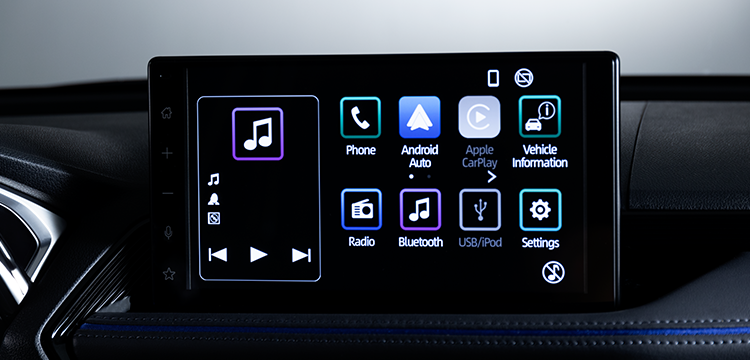 Phone
Android
Auto
Apple
CarPlay
Vehicle
Information
Radio
Bluetooth
USB/iPod
Settings